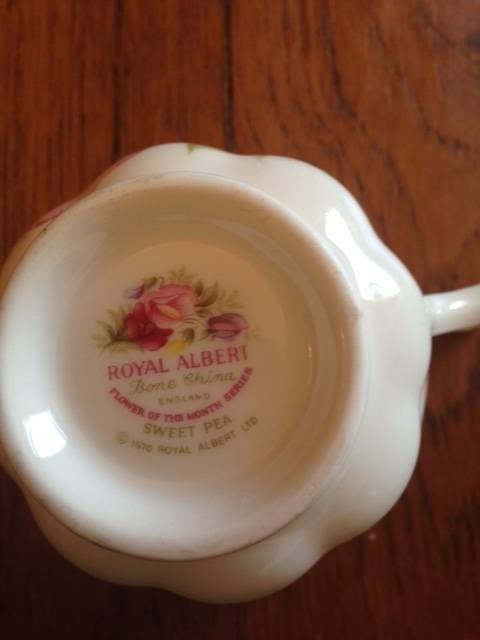 ROYAL ALBERT
Bone China
ENGLAND
FLOWER OF THE MONTH SERIES
SWEET PEA
© 1970 ROYAL ALBERT LTD